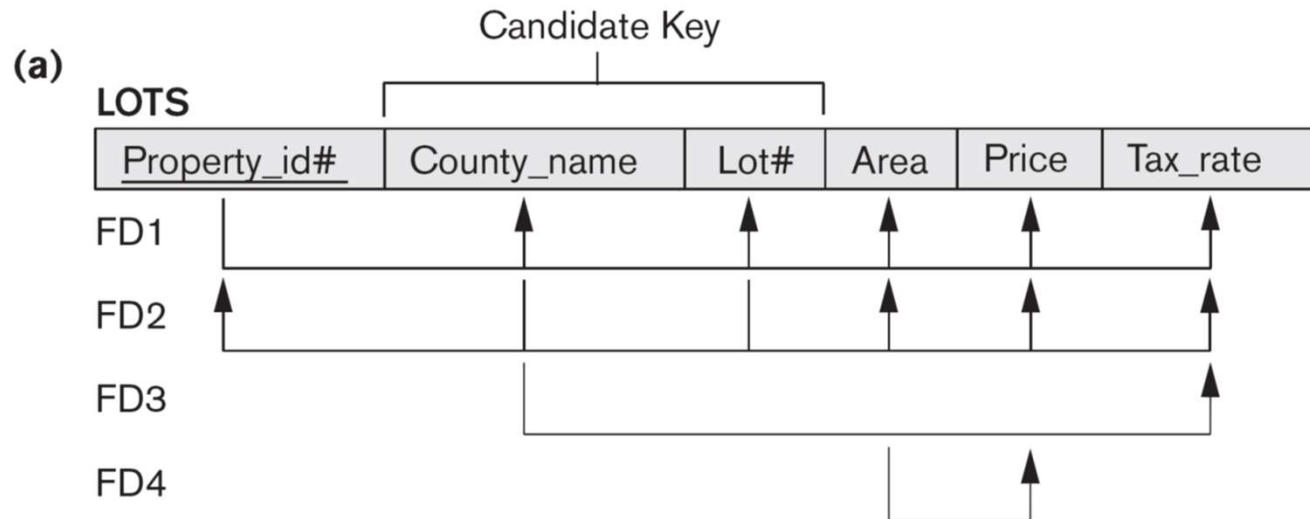 Candidate Key
(a)
LOTS
Property_id# County_name Lot# Area Price Tax_rate
FD1
FD2
FD3
FD4